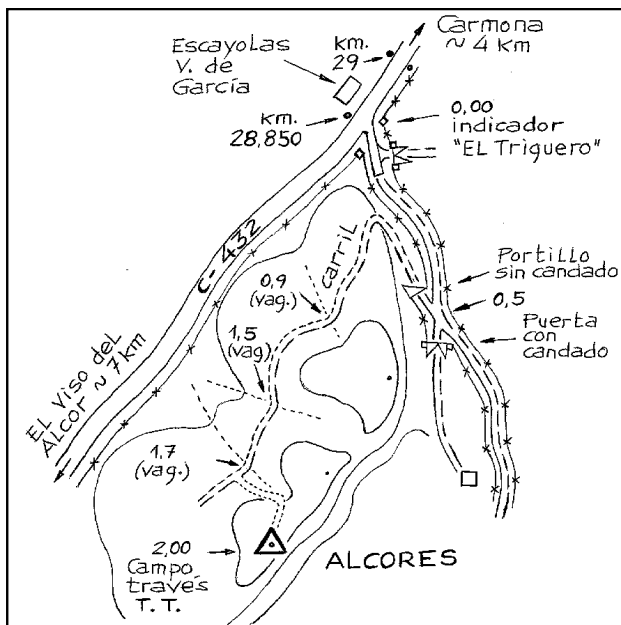 Carmona
~ 4 km
km.
29
Escayolas
V. de
García
km.
28,850
0,00
indicador
"EL Triguero"
C-432
carril
Portillo
sin candado
0,9
(vag.)
0,5
1,5
(vag)
Puerta
con
candado
EL Viso del
ALcor ~ 7km
1,7
(vag.)
2,00
Campo
través
T. T.
ALCORES